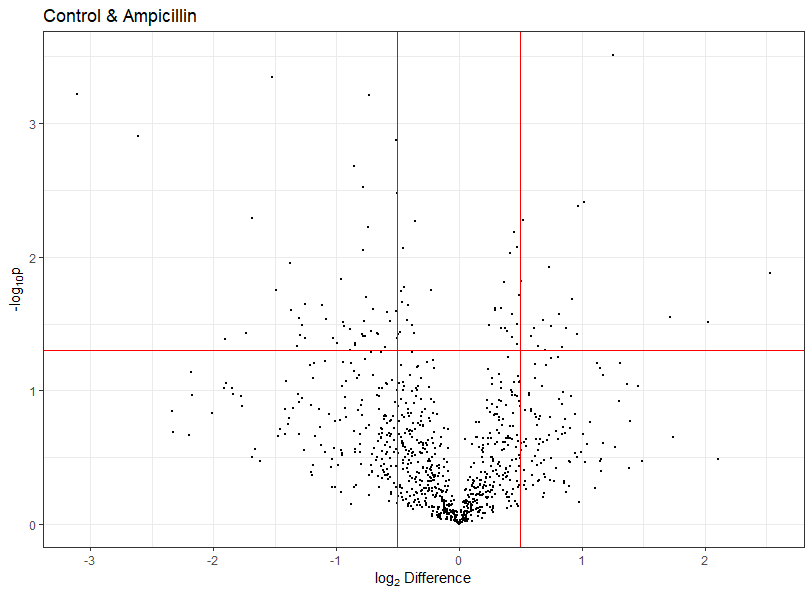 Control & Ampicillin
3
2
1
0
-log₁₀p
-3 -2 -1 0 1 2
log₂ Difference